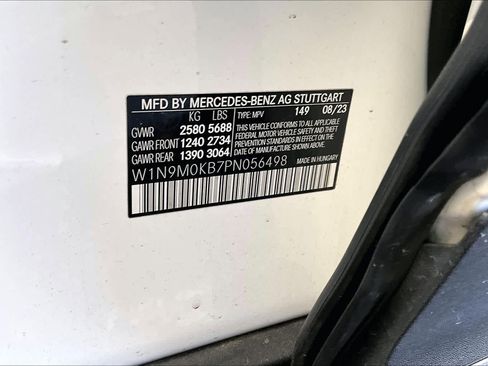 MFD BY MERCEDES-BENZ AG STUTTGART
KG LBS TYPE: MPV 149 08/23
GVWR 2580 5688 THIS VEHICLE CONFORMS TO ALL APPLICABLE
GAWR FRONT 1240 2734 FEDERAL MOTOR VEHICLE SAFETY, BUMPER,
GAWR REAR 1390 3064 AND THEFT PREVENTION STANDARDS IN EFFECT
ON THE DATE OF MANUFACTURE SHOWN ABOVE.
W1N9M0KB7PN056498 MADE IN HUNGARY